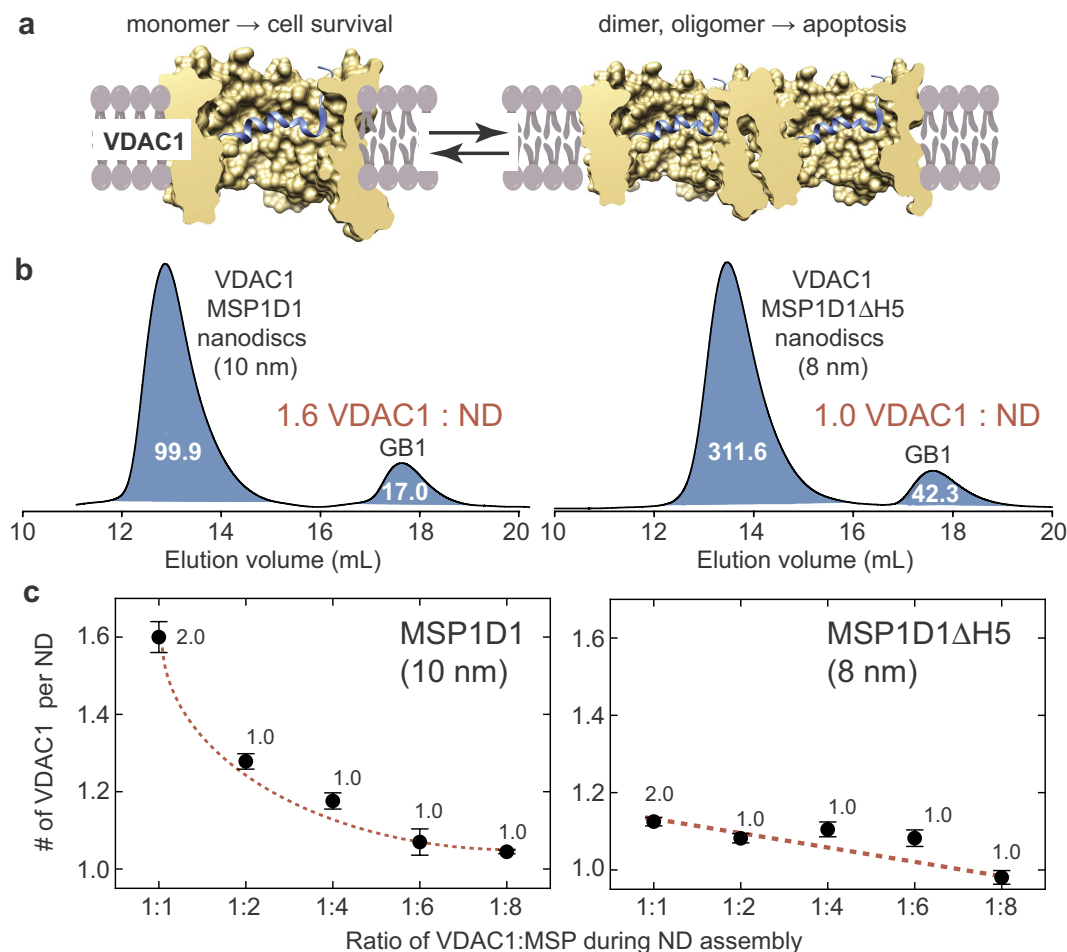 a
monomer → cell survival
dimer, oligomer → apoptosis
VDAC1
b
VDAC1
MSP1D1
nanodiscs
(10 nm)
1.6 VDAC1 : ND
GB1
99.9
17.0
10 12 14 16 18 20
Elution volume (mL)
VDAC1
MSP1D1ΔH5
nanodiscs
(8 nm)
1.0 VDAC1 : ND
GB1
311.6
42.3
10 12 14 16 18 20
Elution volume (mL)
c
# of VDAC1 per ND
1.6
1.4
1.2
1.0
MSP1D1
(10 nm)
2.0
1.0
1.0
1.0
1.0
1:1 1:2 1:4 1:6 1:8
1.6
1.4
1.2
1.0
MSP1D1ΔH5
(8 nm)
2.0
1.0
1.0
1.0
1.0
1:1 1:2 1:4 1:6 1:8
Ratio of VDAC1:MSP during ND assembly